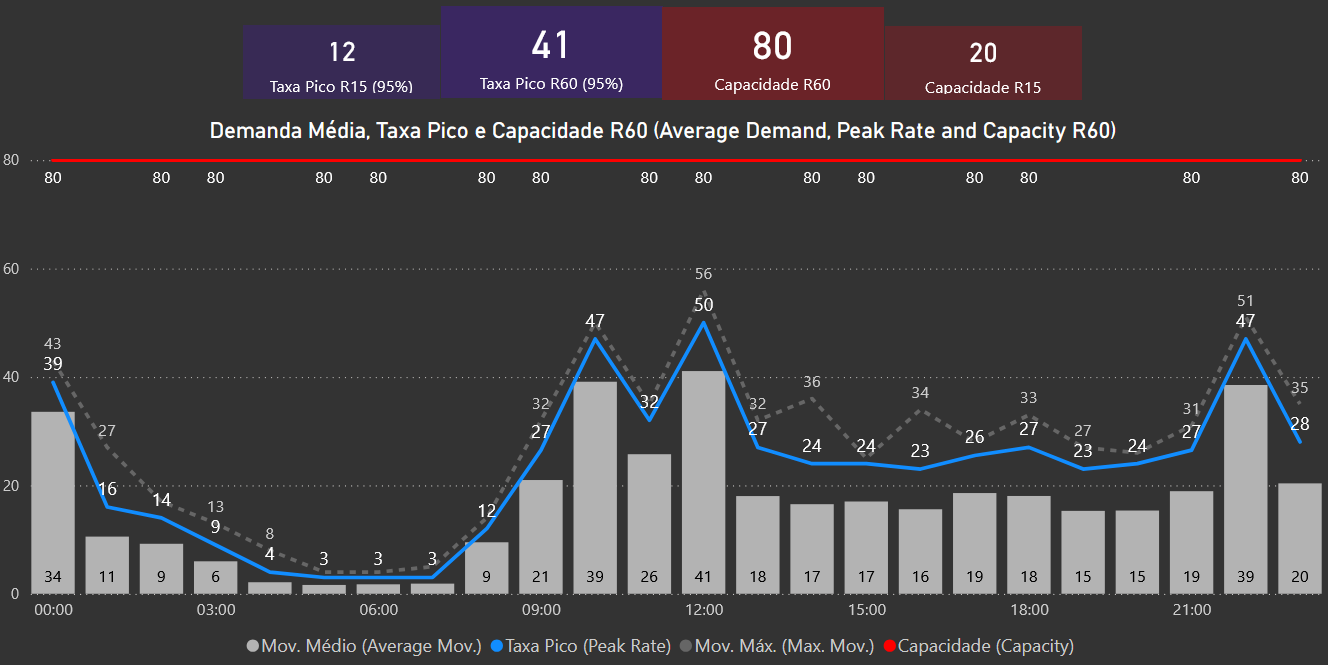 12 41 80 20
Taxa Pico R15 (95%) Taxa Pico R60 (95%) Capacidade R60 Capacidade R15
Demanda Média, Taxa Pico e Capacidade R60 (Average Demand, Peak Rate and Capacity R60)
80
80 80 80 80 80 80 80 80 80 80 80 80 80 80 80
60
56
51
50
47 47
43
39
40
36
35
34
33
32 32 32
31
28
27 27 27 27 27 27
26
24 24 24
23 23
20
16
14
13
12
9
8
4
3 3 3
34 11 9 6 9 21 39 26 41 18 17 17 16 19 18 15 15 19 39 20
0
00:00 03:00 06:00 09:00 12:00 15:00 18:00 21:00
Mov. Médio (Average Mov.) Taxa Pico (Peak Rate) Mov. Máx. (Max. Mov.) Capacidade (Capacity)